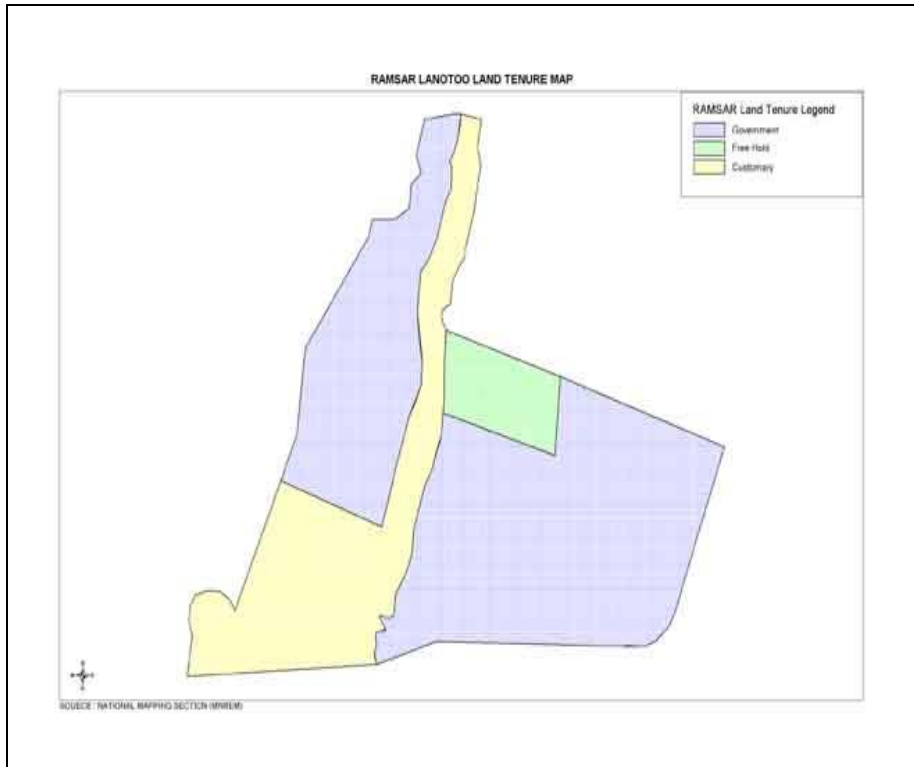 RAMSAR LANOTOO LAND TENURE MAP
RAMSAR Land Tenure Legend
Government
Free Hold
Customary
SOURCE : NATIONAL MAPPING SECTION (MNREM)